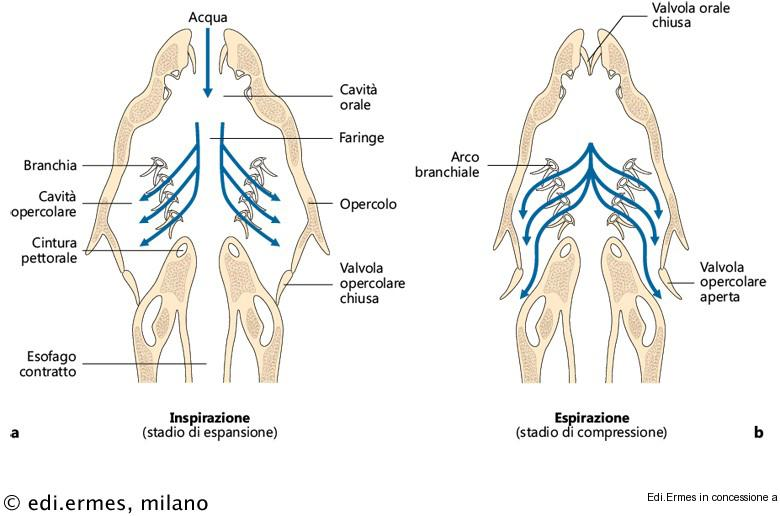 Acqua
Cavità
orale
Faringe
Branchia
Cavità
opercolare
Opercolo
Cintura
pettorale
Valvola
opercolare
chiusa
Esofago
contratto
Inspirazione
(stadio di espansione)
a
Valvola orale
chiusa
Arco
branchiale
Valvola
opercolare
aperta
Espirazione
(stadio di compressione)
b
© edi.ermes, milano
Edi.Ermes in concessione a